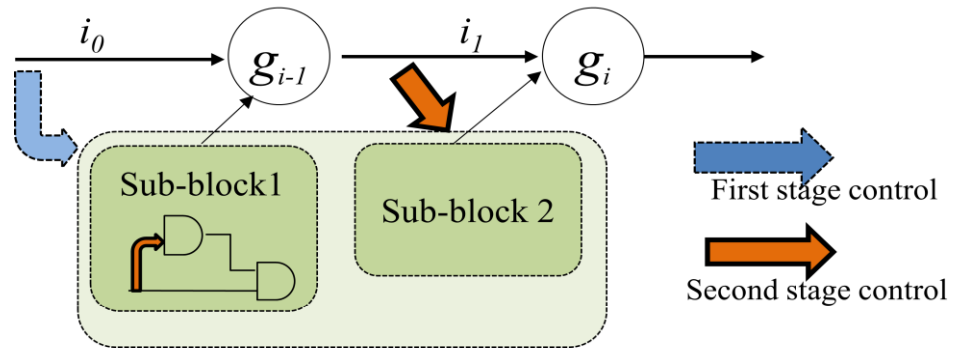 i0
i1
gi-1
gi
Sub-block1
Sub-block 2
First stage control
Second stage control